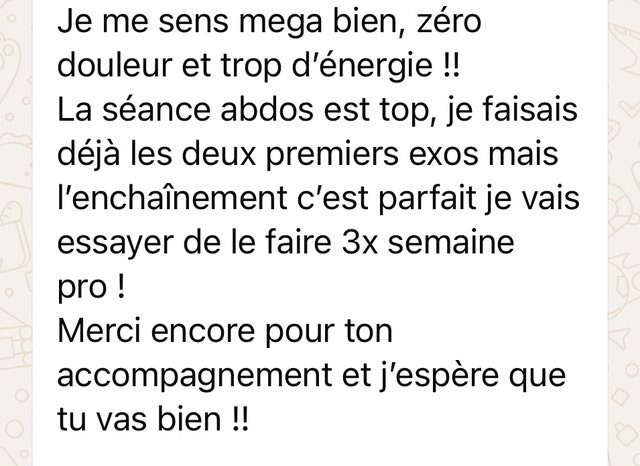 Je me sens mega bien, zéro
douleur et trop d’énergie !!
La séance abdos est top, je faisais
déjà les deux premiers exos mais
l’enchaînement c’est parfait je vais
essayer de le faire 3x semaine
pro !
Merci encore pour ton
accompagnement et j’espère que
tu vas bien !!